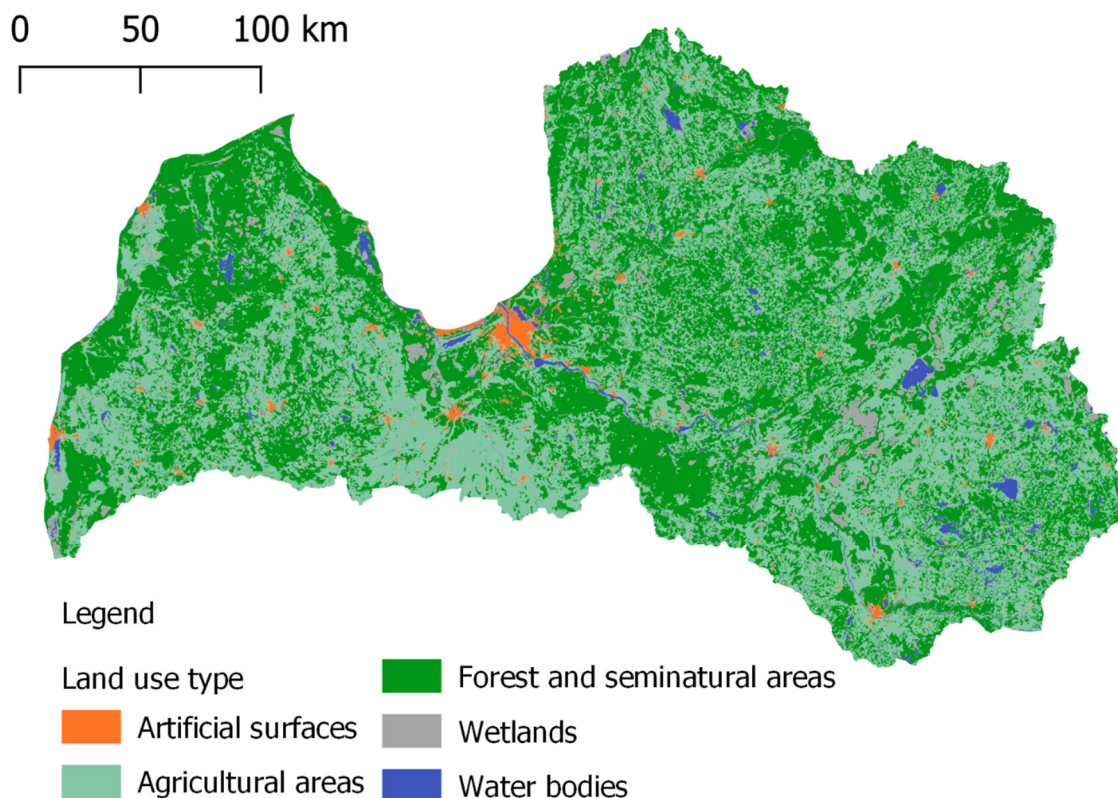 0 50 100 km
Legend
Land use type
Artificial surfaces
Agricultural areas
Forest and seminatural areas
Wetlands
Water bodies